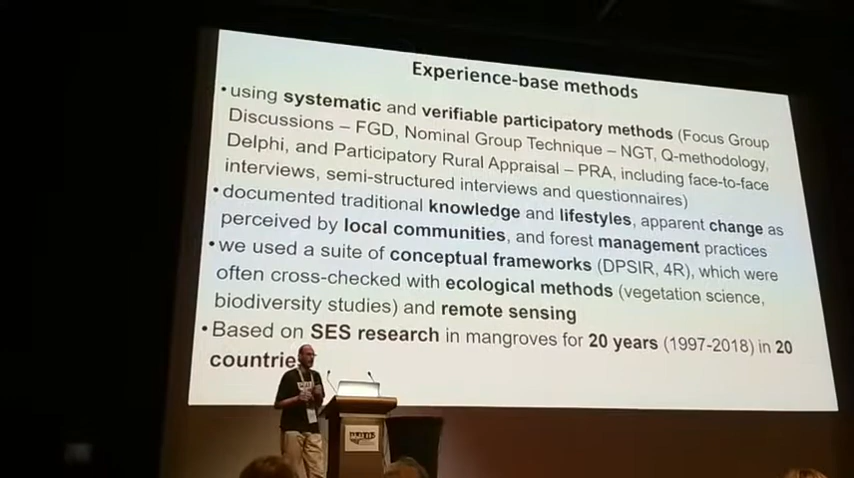 Experience-base methods
•using systematic and verifiable participatory methods (Focus Group
Discussions – FGD, Nominal Group Technique – NGT, Q-methodology,
Delphi, and Participatory Rural Appraisal – PRA, including face-to-face
interviews, semi-structured interviews and questionnaires)
•documented traditional knowledge and lifestyles, apparent change as
perceived by local communities, and forest management practices
•we used a suite of conceptual frameworks (DPSIR, 4R), which were
often cross-checked with ecological methods (vegetation science,
biodiversity studies) and remote sensing
•Based on SES research in mangroves for 20 years (1997-2018) in 20